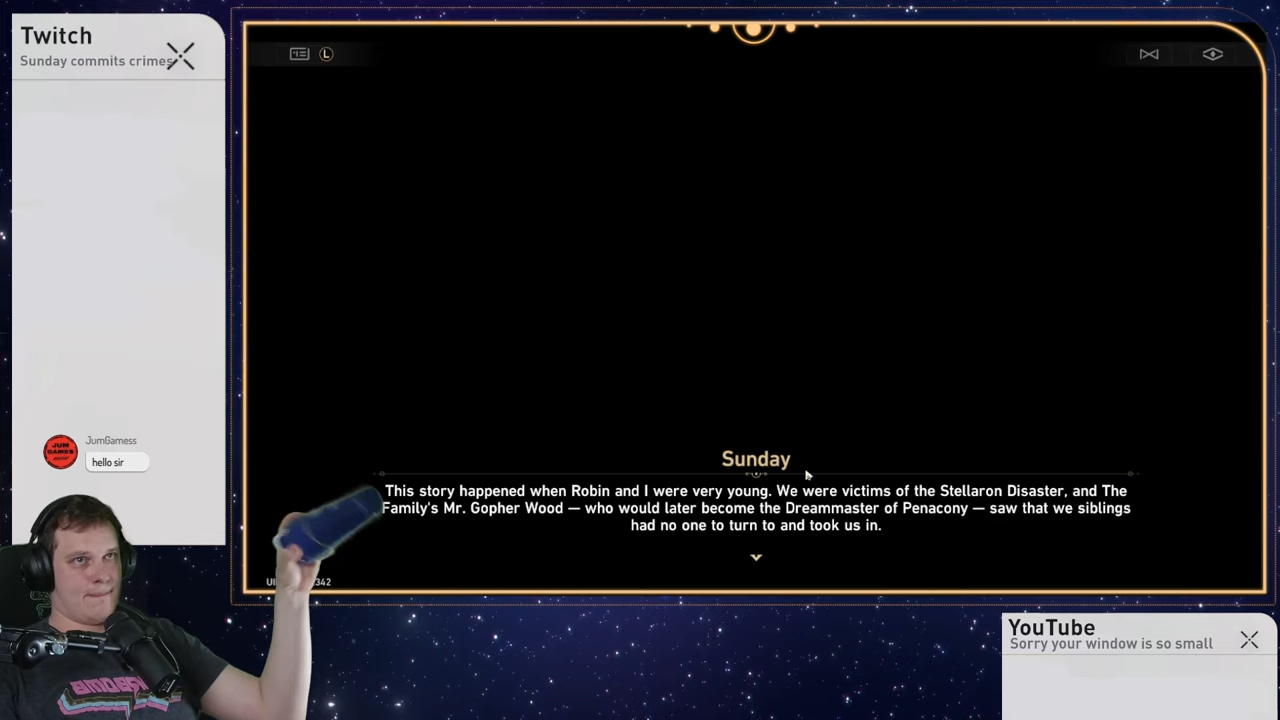 Twitch
Sunday commits crimes
L
JumGamess
JUM
GAMES
hello sir
Sunday
This story happened when Robin and I were very young. We were victims of the Stellaron Disaster, and The
Family's Mr. Gopher Wood — who would later become the Dreammaster of Penacony — saw that we siblings
had no one to turn to and took us in.
342
YouTube
Sorry your window is so small